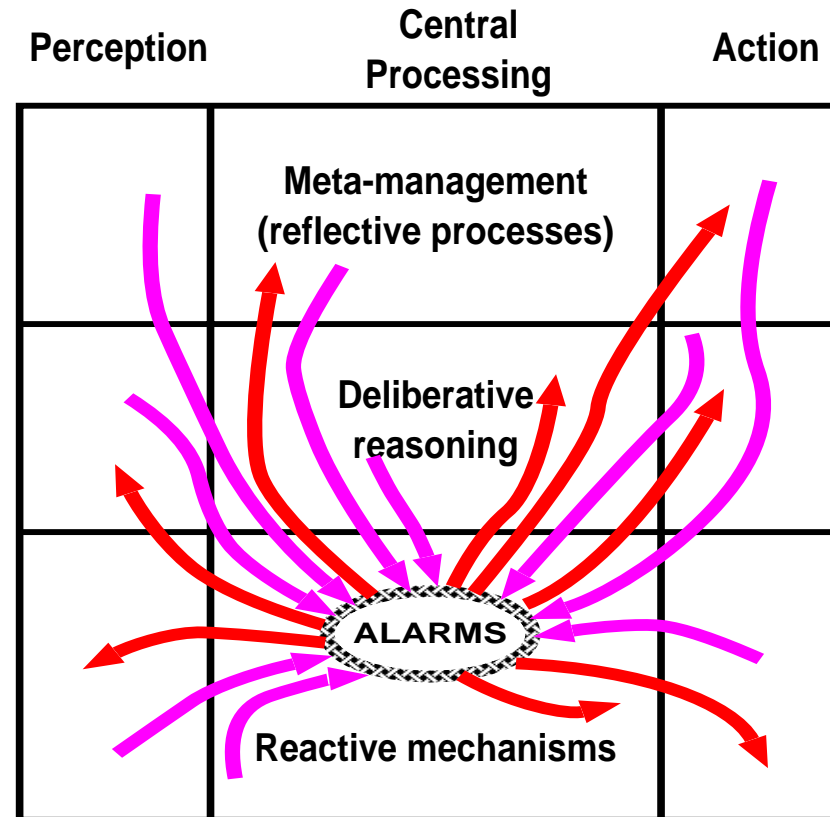 Perception
Central
Processing
Action
Meta-management
(reflective processes)
Deliberative
reasoning
ALARMS
Reactive mechanisms